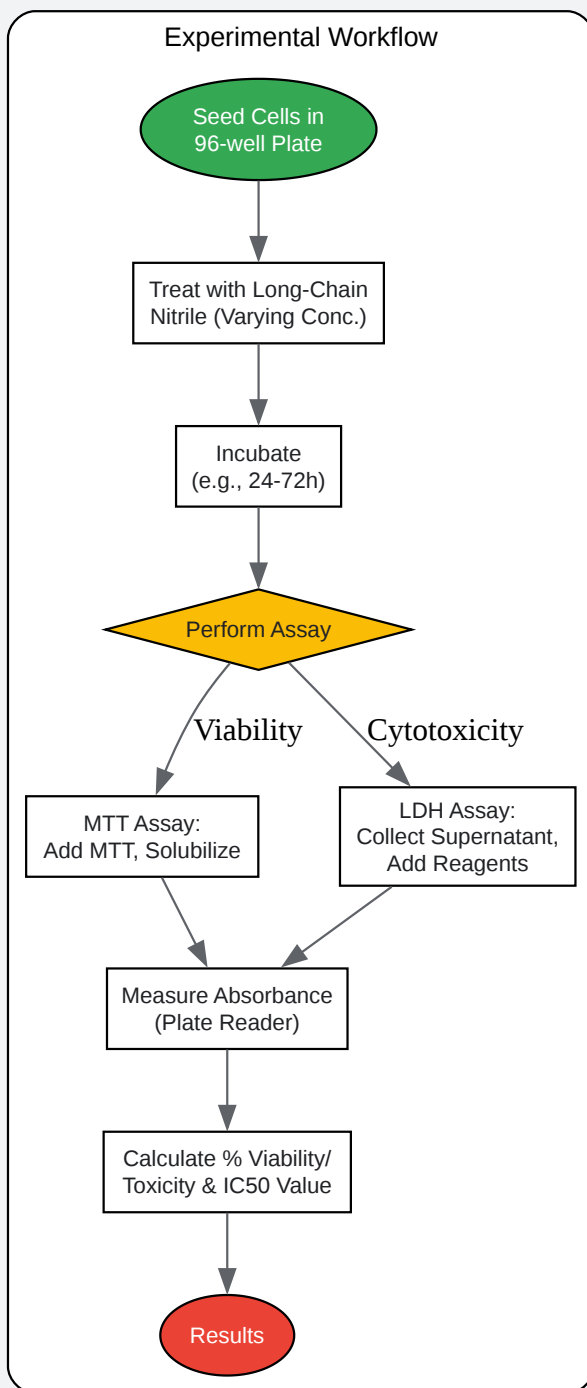 Experimental Workflow
Seed Cells in
96-well Plate
Treat with Long-Chain
Nitrile (Varying Conc.)
Incubate
(e.g., 24-72h)
Perform Assay
Viability
Cytotoxicity
MTT Assay:
Add MTT, Solubilize
LDH Assay:
Collect Supernatant,
Add Reagents
Measure Absorbance
(Plate Reader)
Calculate % Viability/
Toxicity & IC50 Value
Results